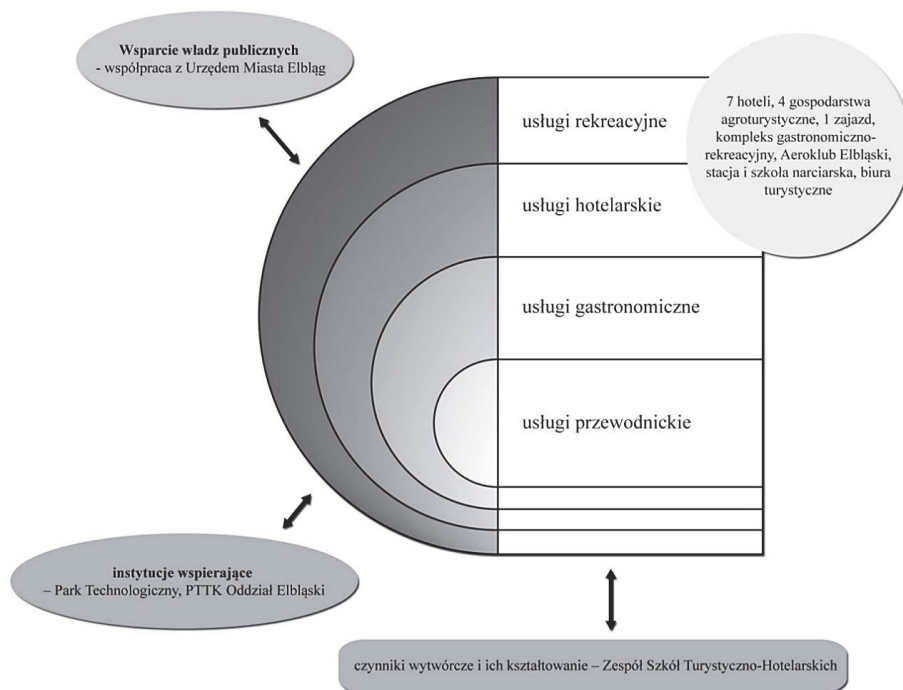 Wsparcie władz publicznych
- współpraca z Urzędem Miasta Elbląg
7 hoteli, 4 gospodarstwa
agroturystyczne, 1 zajazd,
kompleks gastronomiczno-
rekreacyjny, Aeroklub Elbląski,
stacja i szkoła narciarska, biura
turystyczne
usługi rekreacyjne
usługi hotelarskie
usługi gastronomiczne
usługi przewodnickie
instytucje wspierające
– Park Technologiczny, PTTK Oddział Elbląski
czynniki wytwórcze i ich kształtowanie – Zespół Szkół Turystyczno-Hotelarskich